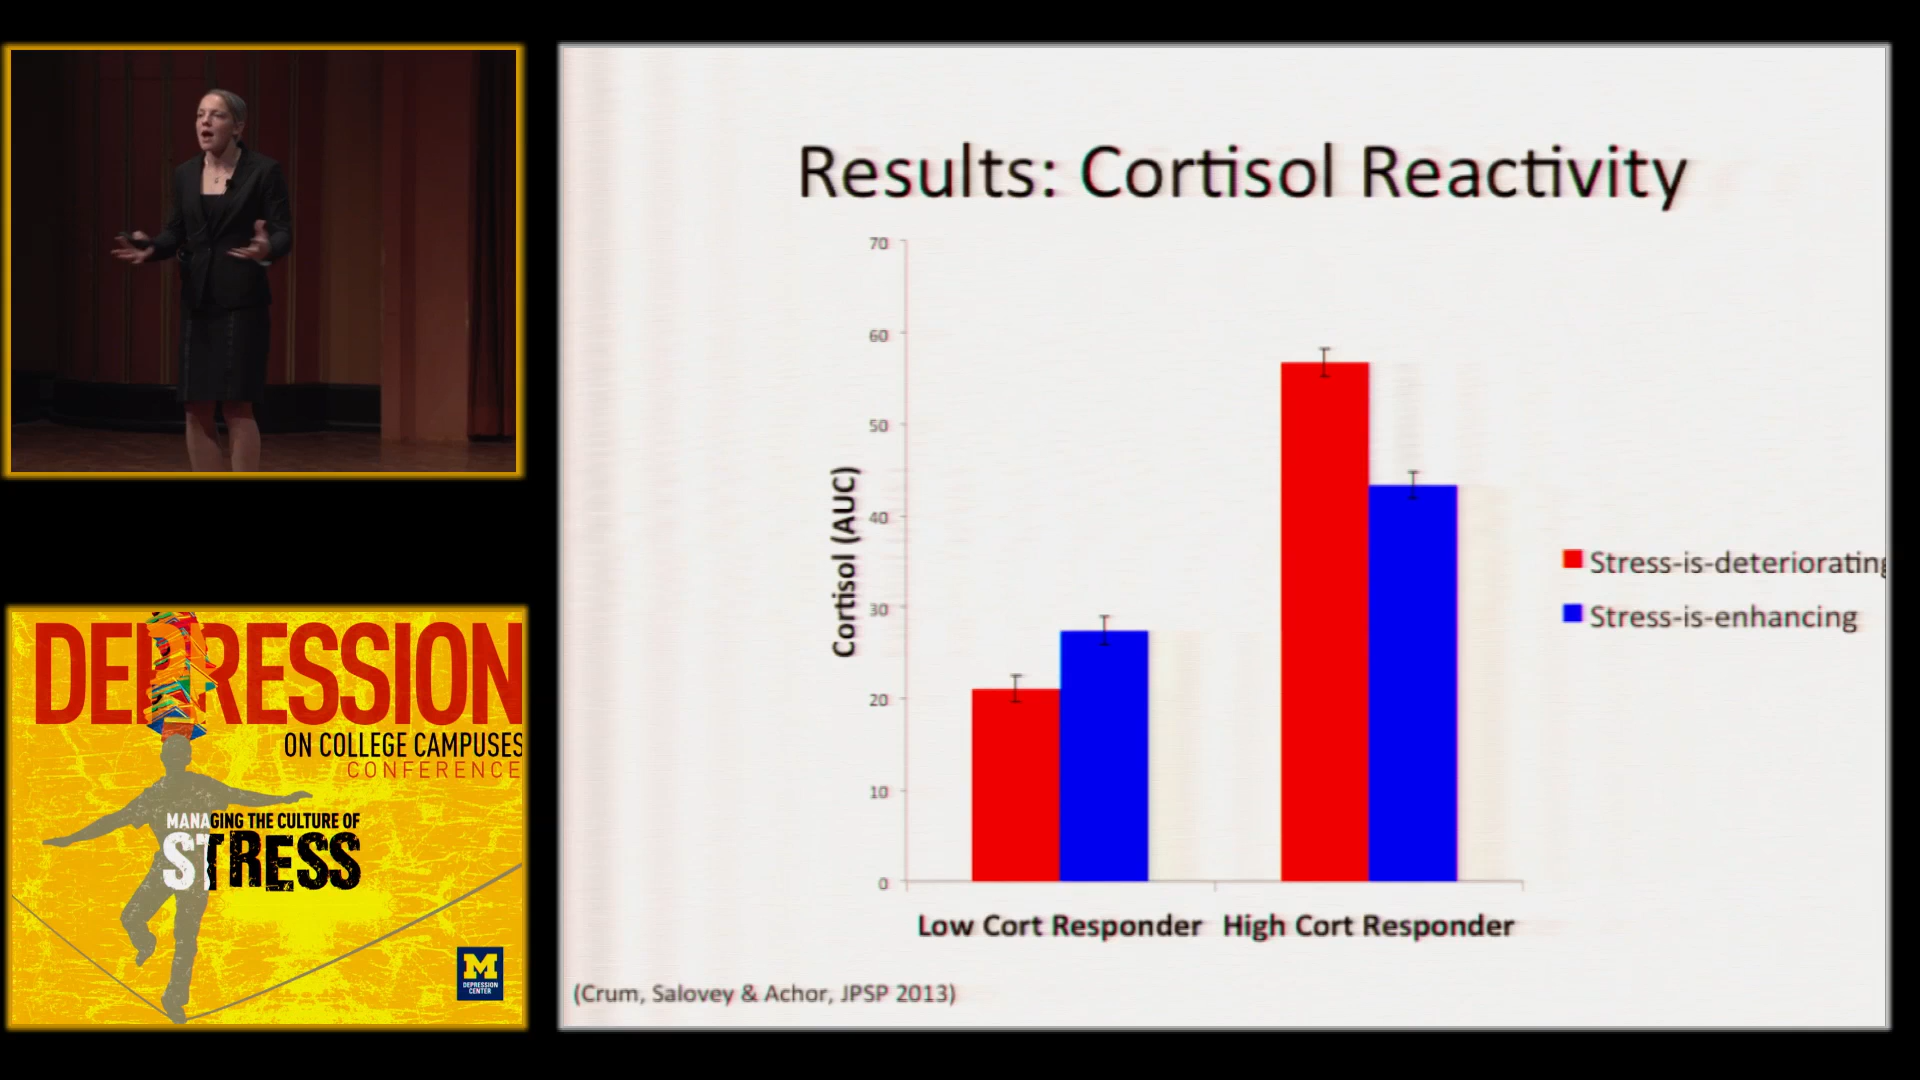 Results: Cortisol Reactivity
70
60
50
40
30
20
10
0
Cortisol (AUC)
Low Cort Responder
High Cort Responder
Stress-is-deteriorating
Stress-is-enhancing
(Crum, Salovey & Achor, JPSP 2013)
DEPRESSION
ON COLLEGE CAMPUSES
CONFERENCE
MANAGING THE CULTURE OF
STRESS
M
DEPRESSION
CENTER